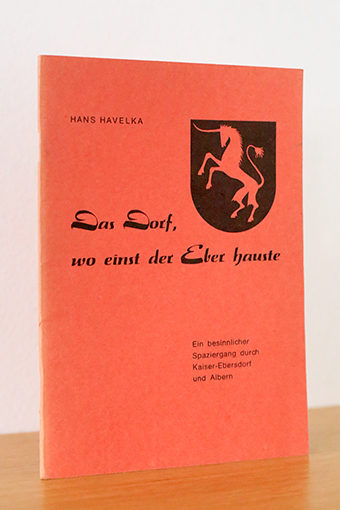 HANS HAVELKA
Das Dorf,
wo einst der Eber hauste
Ein besinnlicher
Spaziergang durch
Kaiser-Ebersdorf
und Albern